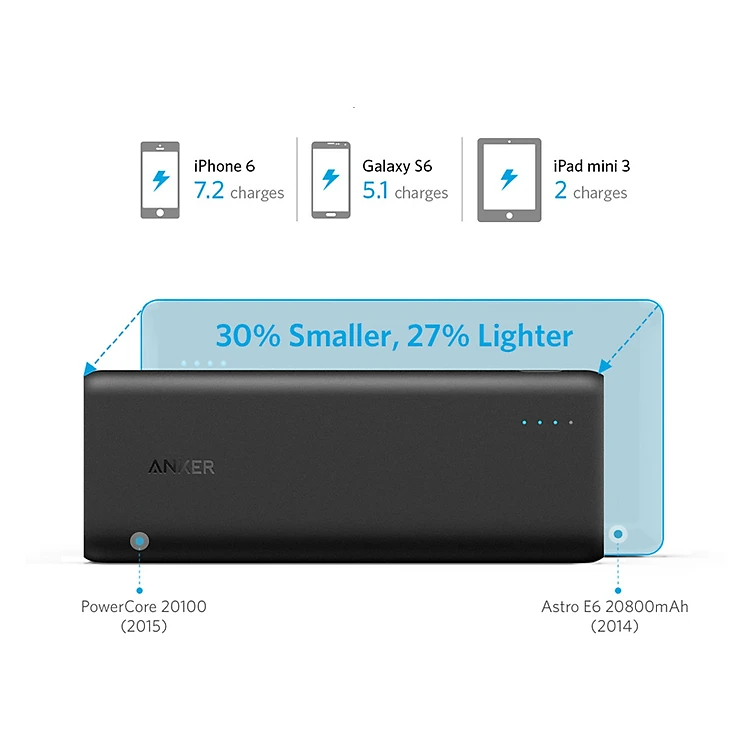 iPhone 6
7.2 charges
Galaxy S6
5.1 charges
iPad mini 3
2 charges
30% Smaller, 27% Lighter
ANKER
PowerCore 20100
(2015)
Astro E6 20800mAh
(2014)